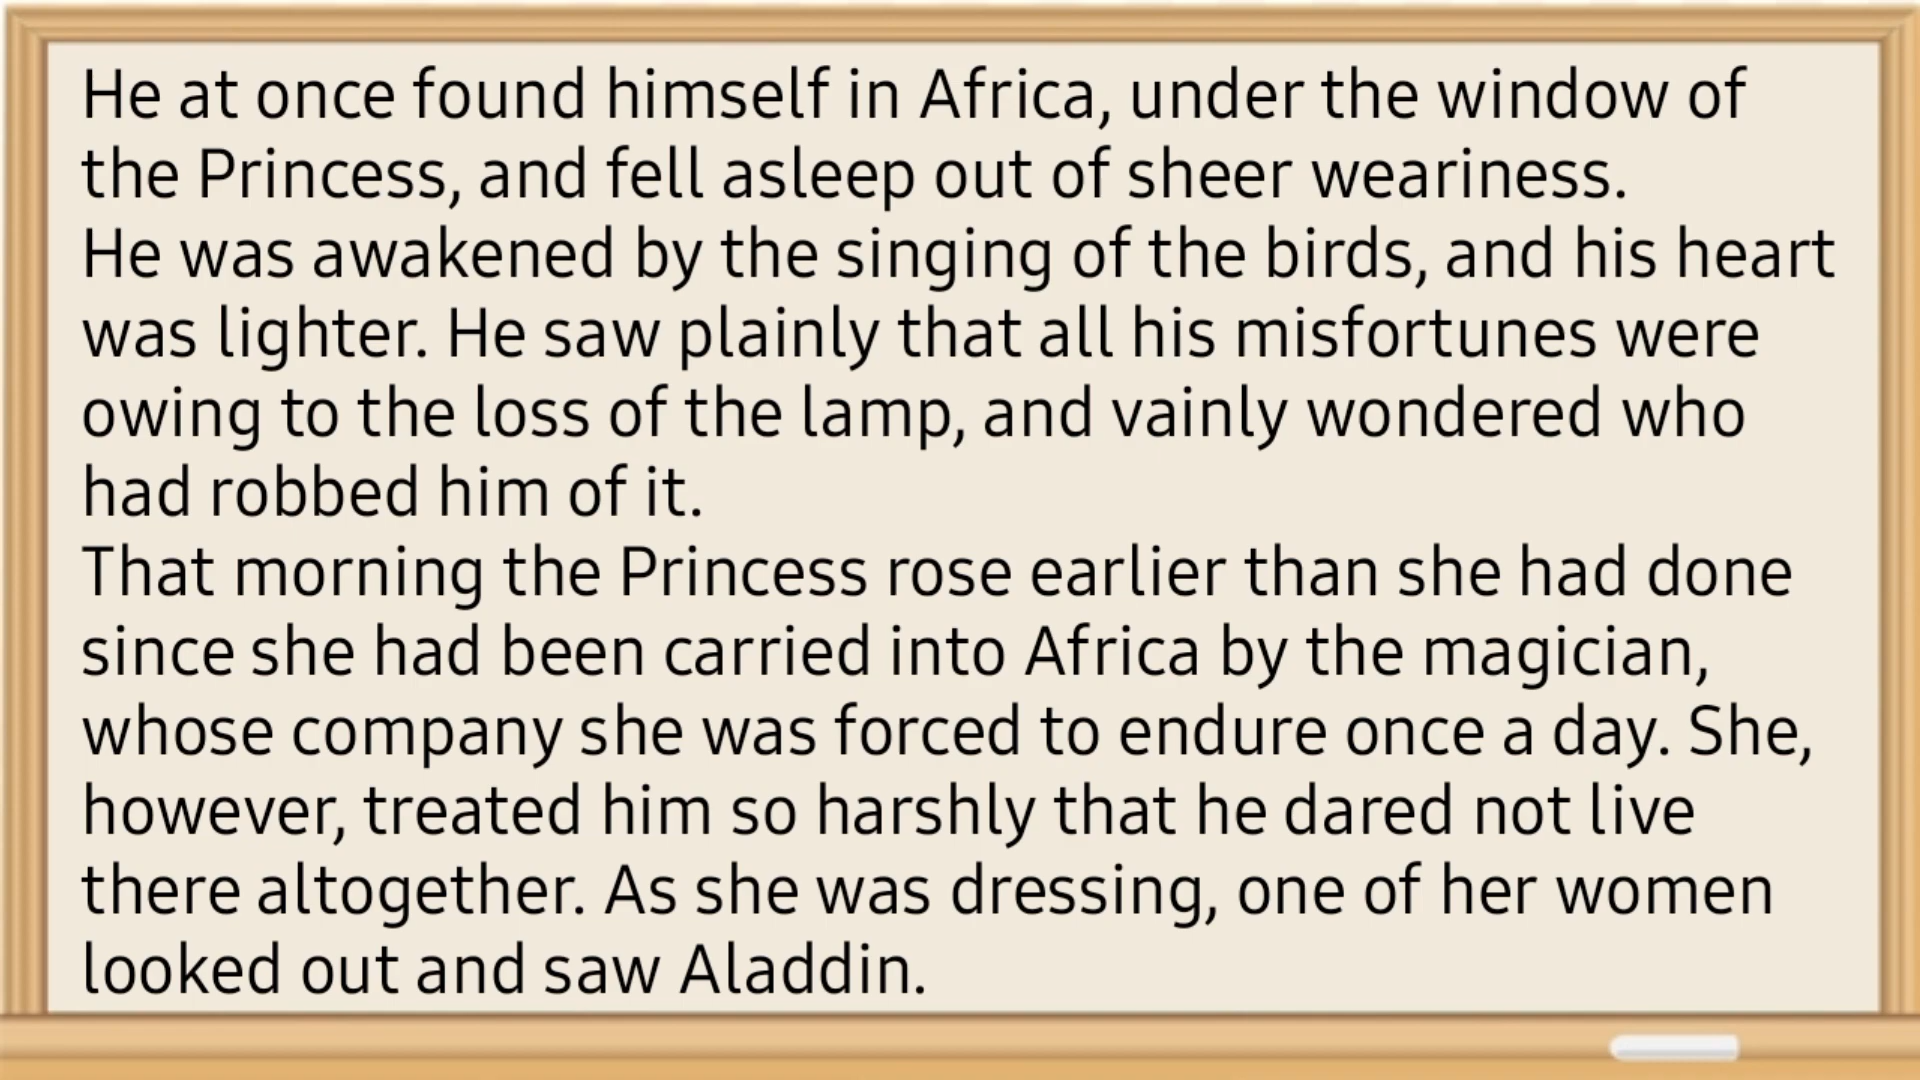 He at once found himself in Africa, under the window of
the Princess, and fell asleep out of sheer weariness.
He was awakened by the singing of the birds, and his heart
was lighter. He saw plainly that all his misfortunes were
owing to the loss of the lamp, and vainly wondered who
had robbed him of it.
That morning the Princess rose earlier than she had done
since she had been carried into Africa by the magician,
whose company she was forced to endure once a day. She,
however, treated him so harshly that he dared not live
there altogether. As she was dressing, one of her women
looked out and saw Aladdin.